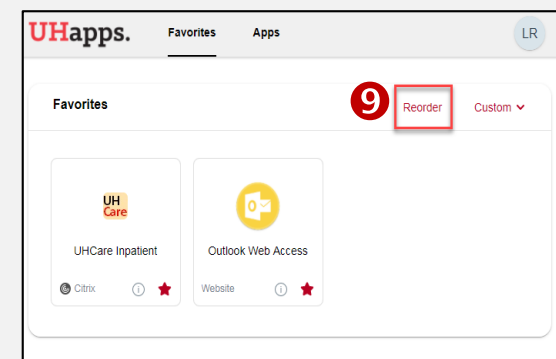 UHapps. Favorites Apps LR
Favorites 9 Reorder Custom
UH
Care
UHCare Inpatient Outlook Web Access
Citrix Website